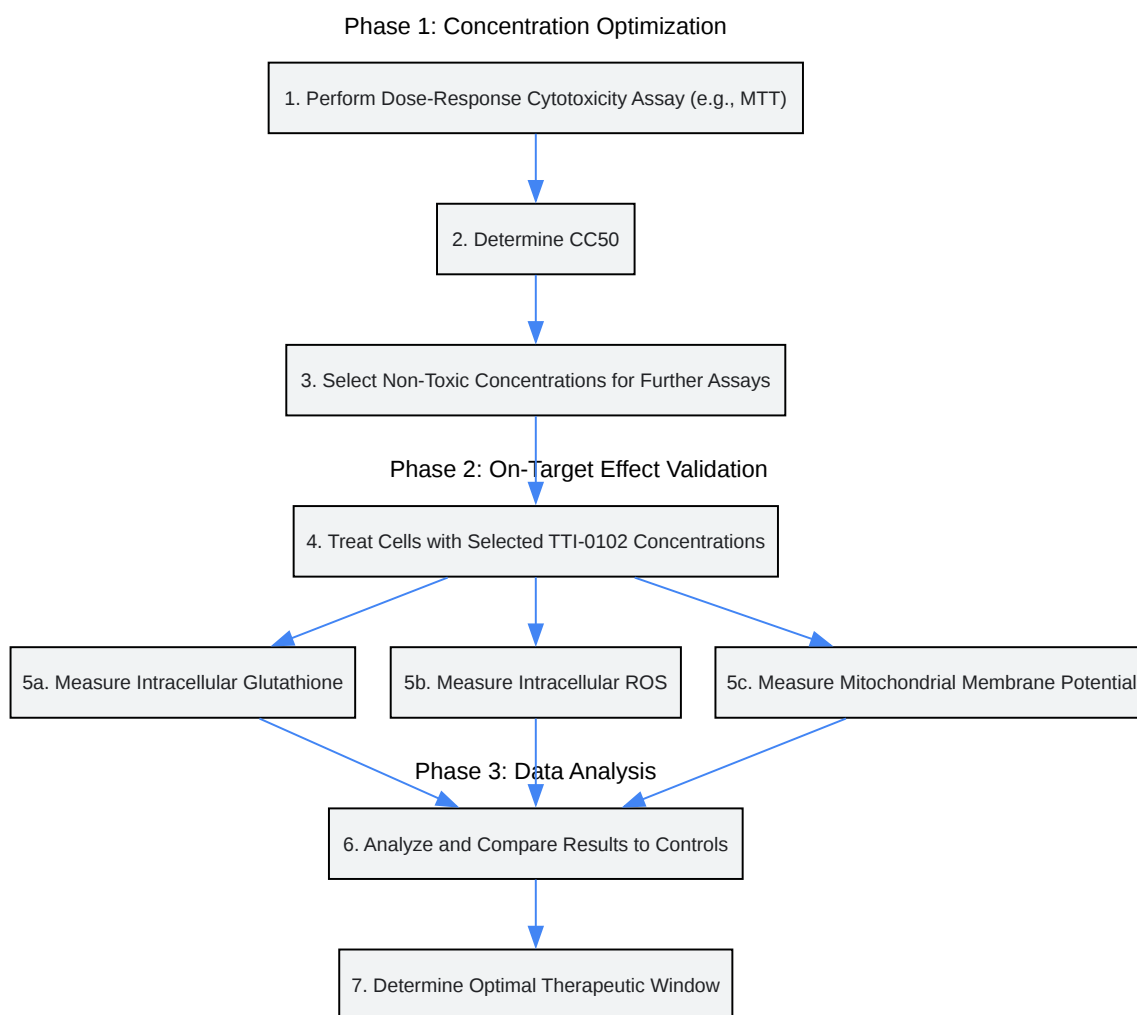 Phase 1: Concentration Optimization
1. Perform Dose-Response Cytotoxicity Assay (e.g., MTT)
2. Determine CC50
3. Select Non-Toxic Concentrations for Further Assays
Phase 2: On-Target Effect Validation
4. Treat Cells with Selected TTI-0102 Concentrations
5a. Measure Intracellular Glutathione
5b. Measure Intracellular ROS
5c. Measure Mitochondrial Membrane Potential
Phase 3: Data Analysis
6. Analyze and Compare Results to Controls
7. Determine Optimal Therapeutic Window